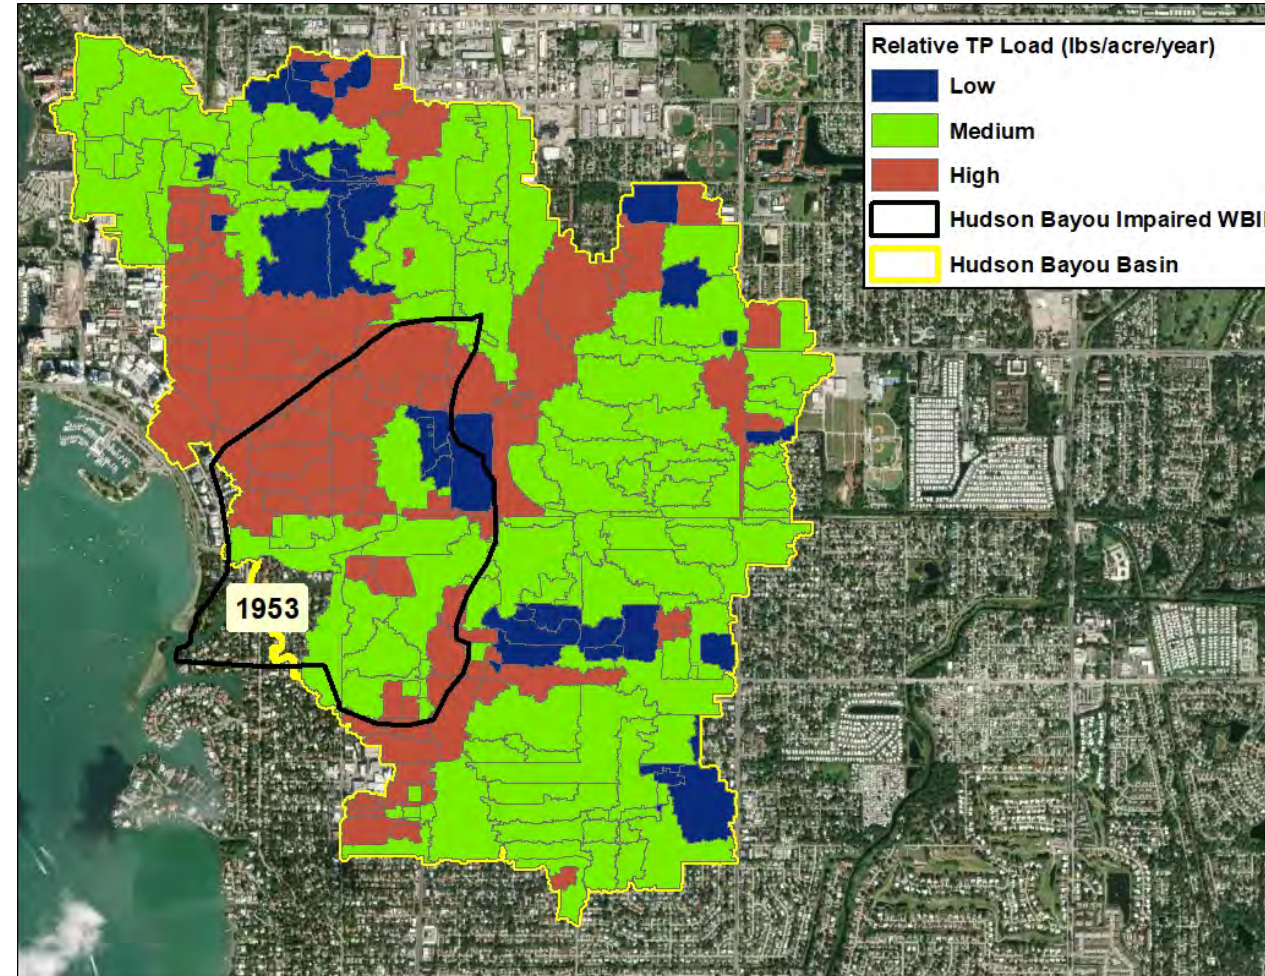 Relative TP Load (lbs/acre/year)
Low
Medium
High
Hudson Bayou Impaired WBI
Hudson Bayou Basin
1953